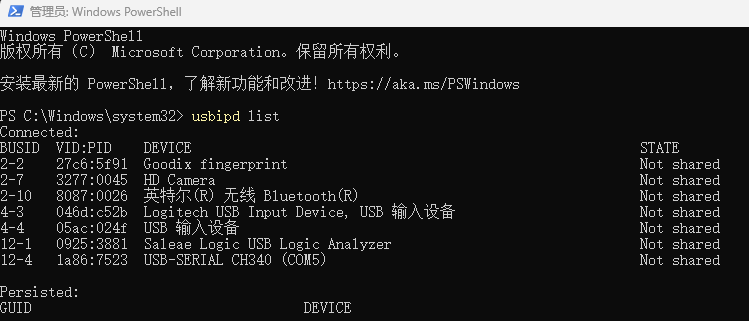 管理员: Windows PowerShell
Windows PowerShell
版权所有 (C) Microsoft Corporation。保留所有权利。
安装最新的 PowerShell，了解新功能和改进！https://aka.ms/PSWindows
PS C:\Windows\system32> usbipd list
Connected:
BUSID  VID:PID    DEVICE                                                        STATE
2-2    27c6:5f91  Goodix fingerprint                                            Not shared
2-7    3277:0045  HD Camera                                                     Not shared
2-10   8087:0026  英特尔(R) 无线 Bluetooth(R)                                   Not shared
4-3    046d:c52b  Logitech USB Input Device, USB 输入设备                       Not shared
4-4    05ac:024f  USB 输入设备                                                  Not shared
12-1   0925:3881  Saleae Logic USB Logic Analyzer                               Not shared
12-4   1a86:7523  USB-SERIAL CH340 (COM5)                                       Not shared
Persisted:
GUID                                  DEVICE